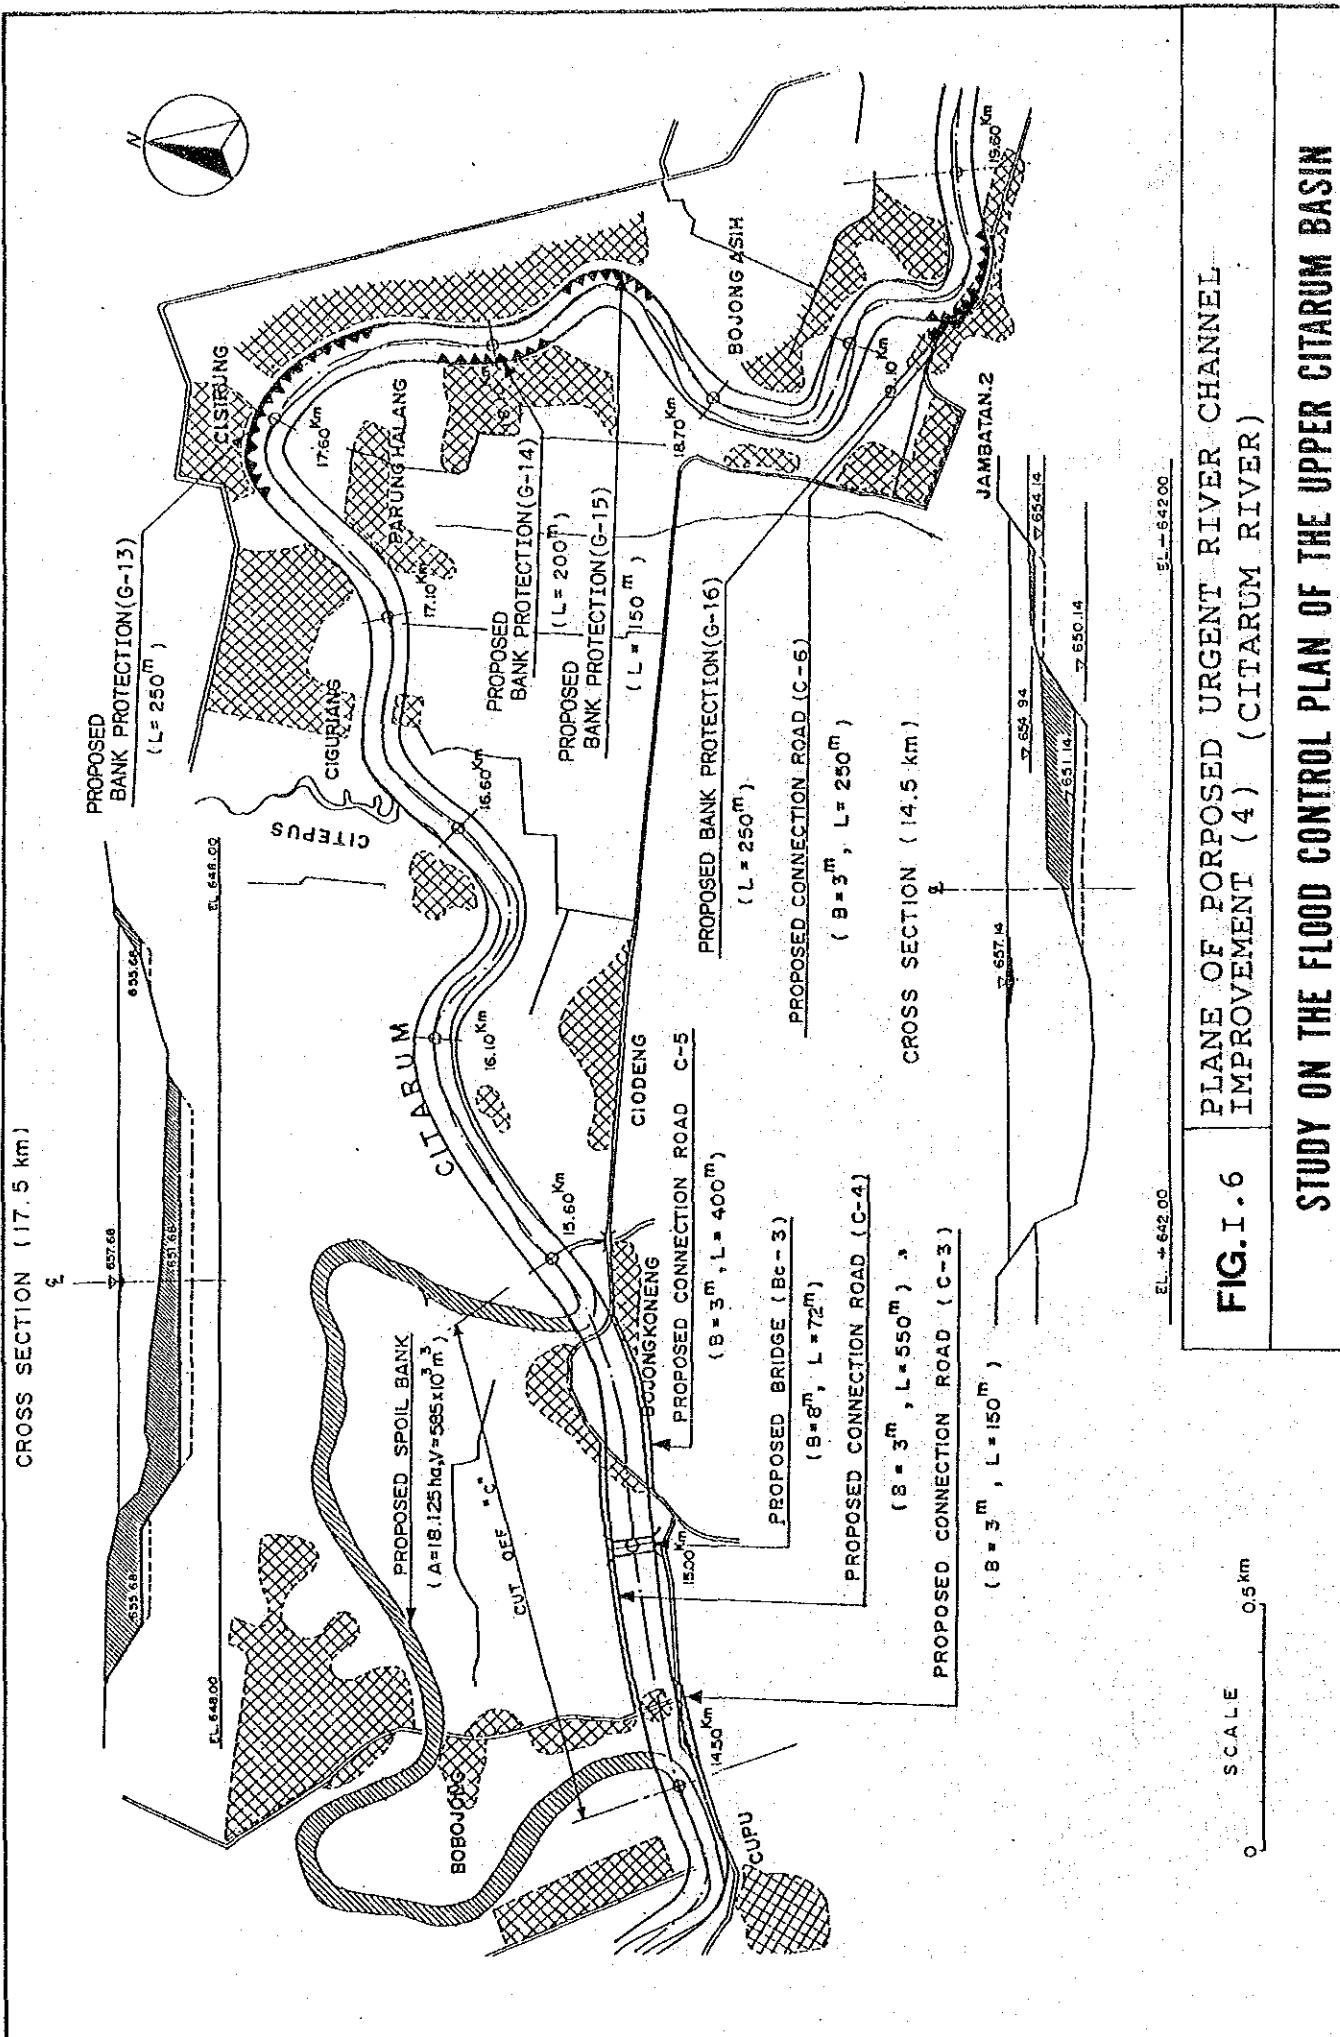 CROSS SECTION (17.5 km)
℄
▽ 657.68
655.68
655.68
651.68
EL. 648.00
EL. 648.00
N
PROPOSED
BANK PROTECTION(G-13)
(L= 250m)
PROPOSED SPOIL BANK
(A=18.125ha,V=585x10³m³)
CUT OFF "C"
BOBOJONG
CUPU
14.50Km
15.00Km
BOJONGKONENG
15.60Km
CITARUM
16.10Km
CIODENG
16.60Km
CITEPUS
CIGURIANG
17.10Km
PARUNG HALANG
17.60Km
CISIRUNG
18.70Km
BOJONG ASIH
19.10Km
19.60Km
JAMBATAN.2
PROPOSED
BANK PROTECTION(G-14)
(L= 200m)
PROPOSED
BANK PROTECTION(G-15)
(L = 150m)
PROPOSED BANK PROTECTION(G-16)
(L = 250m)
PROPOSED CONNECTION ROAD (C-6)
(B = 3m, L= 250m)
PROPOSED CONNECTION ROAD C-5
(B = 3m, L= 400m)
PROPOSED BRIDGE (Bc-3)
(B=8m, L=72m)
PROPOSED CONNECTION ROAD (C-4)
(B = 3m, L=550m)
PROPOSED CONNECTION ROAD (C-3)
(B = 3m, L=150m)
CROSS SECTION (14.5 km)
℄
▽ 657.14
▽ 654.94
▽ 654.14
▽651.14
▽ 650.14
EL. +642.00
EL.-642.00
SCALE
0 0.5km
FIG.I.6
PLANE OF PORPOSED URGENT RIVER CHANNEL
IMPROVEMENT (4) (CITARUM RIVER)
STUDY ON THE FLOOD CONTROL PLAN OF THE UPPER CITARUM BASIN